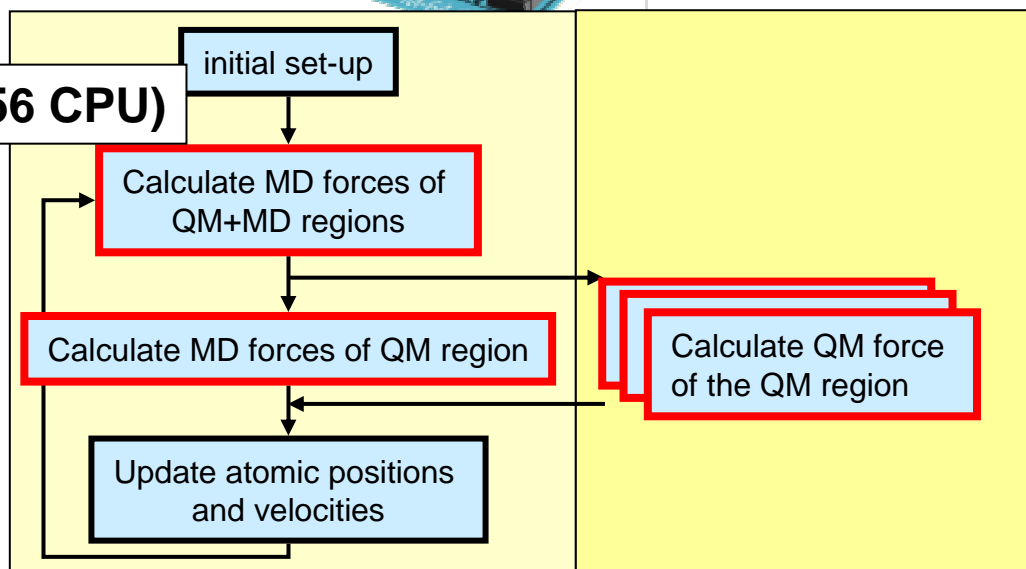 initial set-up
56 CPU)
Calculate MD forces of
QM+MD regions
Calculate MD forces of QM region
Calculate QM force
of the QM region
Update atomic positions
and velocities